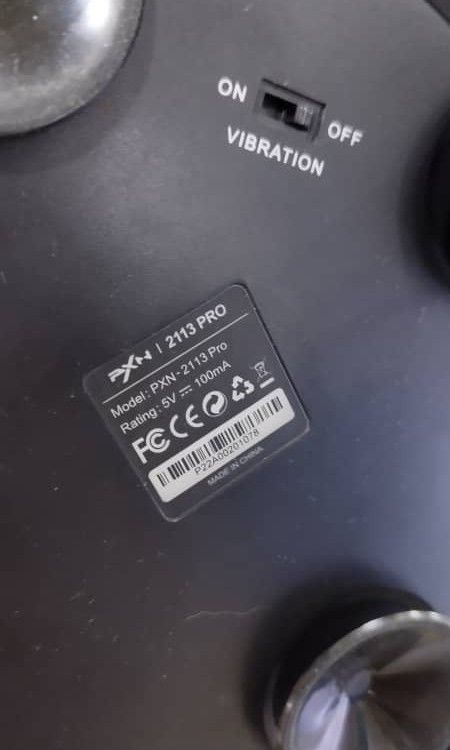 ON
OFF
VIBRATION
PXN | 2113 PRO
Model: PXN-2113 Pro
Rating: 5V ⎓ 100mA
FC CE
P22A00201078
MADE IN CHINA